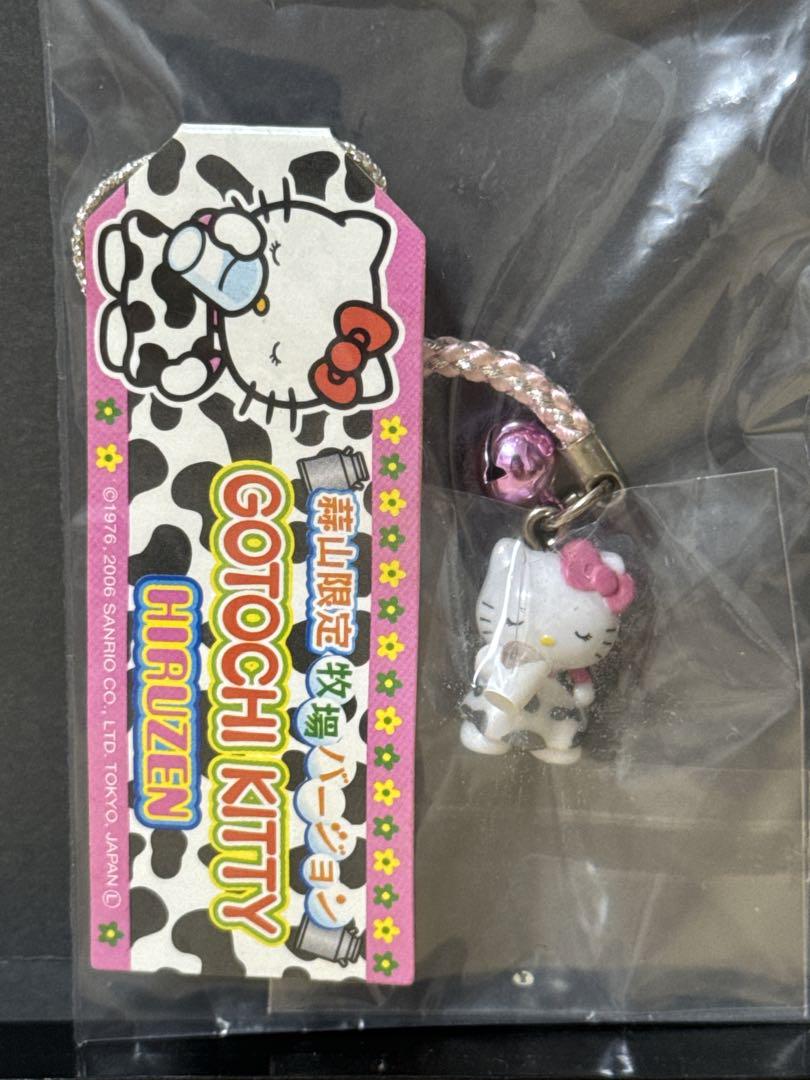 蒜山限定 牧場バージョン
GOTOCHI KITTY
HIRUZEN
©1976, 2006 SANRIO CO., LTD. TOKYO, JAPAN Ⓛ